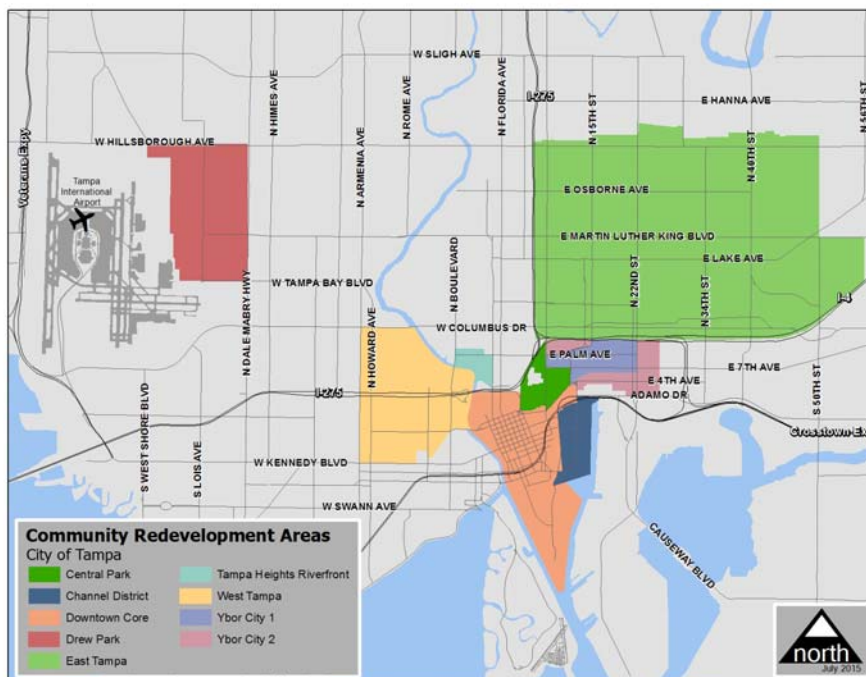 W SLIGH AVE
I-275
E HANNA AVE
N 56TH ST
N HIMES AVE
N ROME AVE
N FLORIDA AVE
N 15TH ST
N 40TH ST
Veterans Expy
W HILLSBOROUGH AVE
N ARMENIA AVE
Tampa
International
Airport
E OSBORNE AVE
E MARTIN LUTHER KING BLVD
E LAKE AVE
N BOULEVARD
N 22ND ST
N 34TH ST
W TAMPA BAY BLVD
I-4
N DALE MABRY HWY
N HOWARD AVE
W COLUMBUS DR
E PALM AVE
E 7TH AVE
I-275
E 4TH AVE
ADAMO DR
S 50TH ST
S WEST SHORE BLVD
S LOIS AVE
Crosstown Ex
W KENNEDY BLVD
W SWANN AVE
CAUSEWAY BLVD
Community Redevelopment Areas
City of Tampa
Central Park
Channel District
Downtown Core
Drew Park
East Tampa
Tampa Heights Riverfront
West Tampa
Ybor City 1
Ybor City 2
north
July 2015